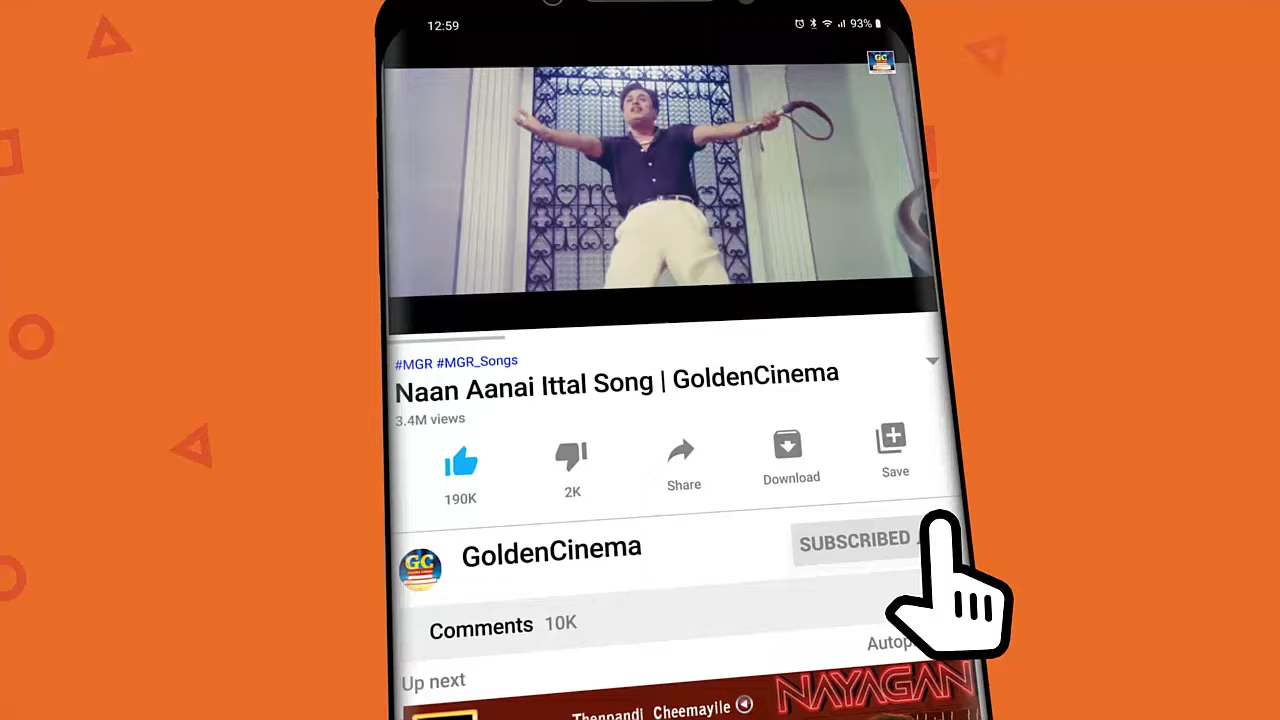 12:59
93%
GC
#MGR #MGR_Songs
Naan Aanai Ittal Song | GoldenCinema
3.4M views
190K
2K
Share
Download
Save
GC
GoldenCinema
SUBSCRIBED
Comments 10K
Up next
NAYAGAN
Thenpandi Cheemayile